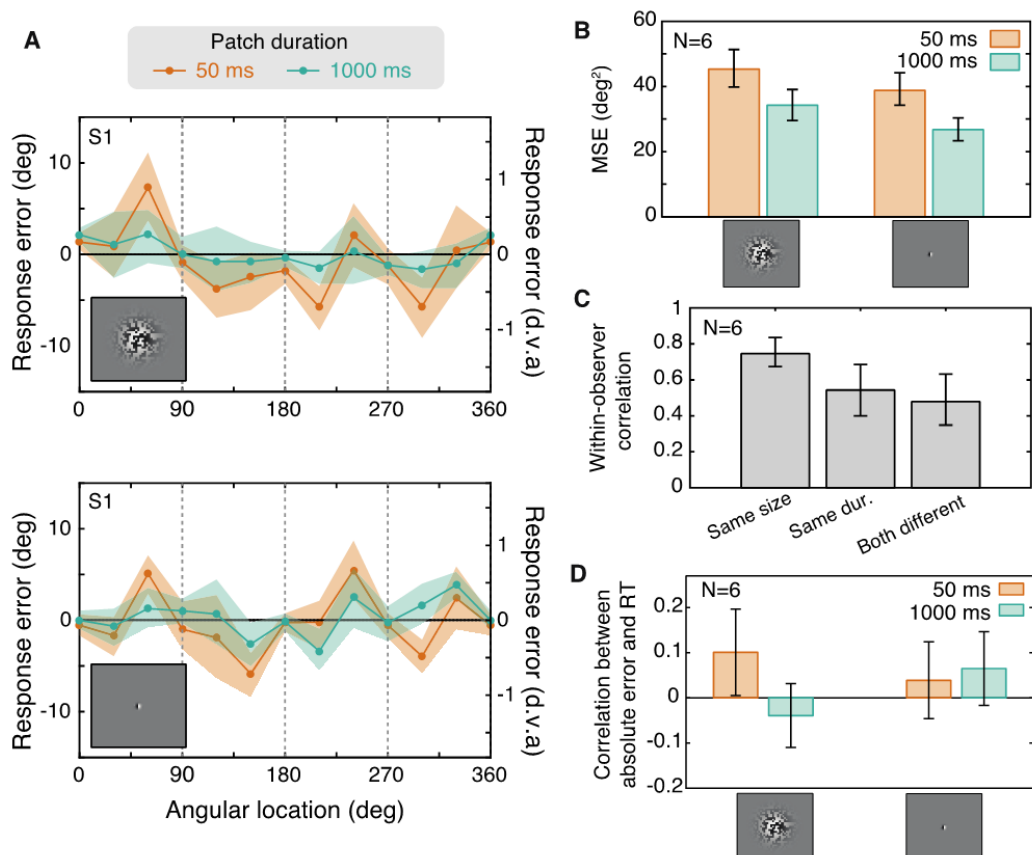 A
Patch duration
50 ms
1000 ms
S1
Response error (deg)
10
0
-10
Response error (d.v.a)
1
0
-1
0
90
180
270
360
S1
Response error (deg)
10
0
-10
Response error (d.v.a)
1
0
-1
0
90
180
270
360
Angular location (deg)
B
N=6
50 ms
1000 ms
MSE (deg²)
60
40
20
0
C
N=6
Within-observer
correlation
1
0.8
0.6
0.4
0.2
0
Same size
Same dur.
Both different
D
N=6
50 ms
1000 ms
Correlation between
absolute error and RT
0.2
0.1
0
-0.1
-0.2